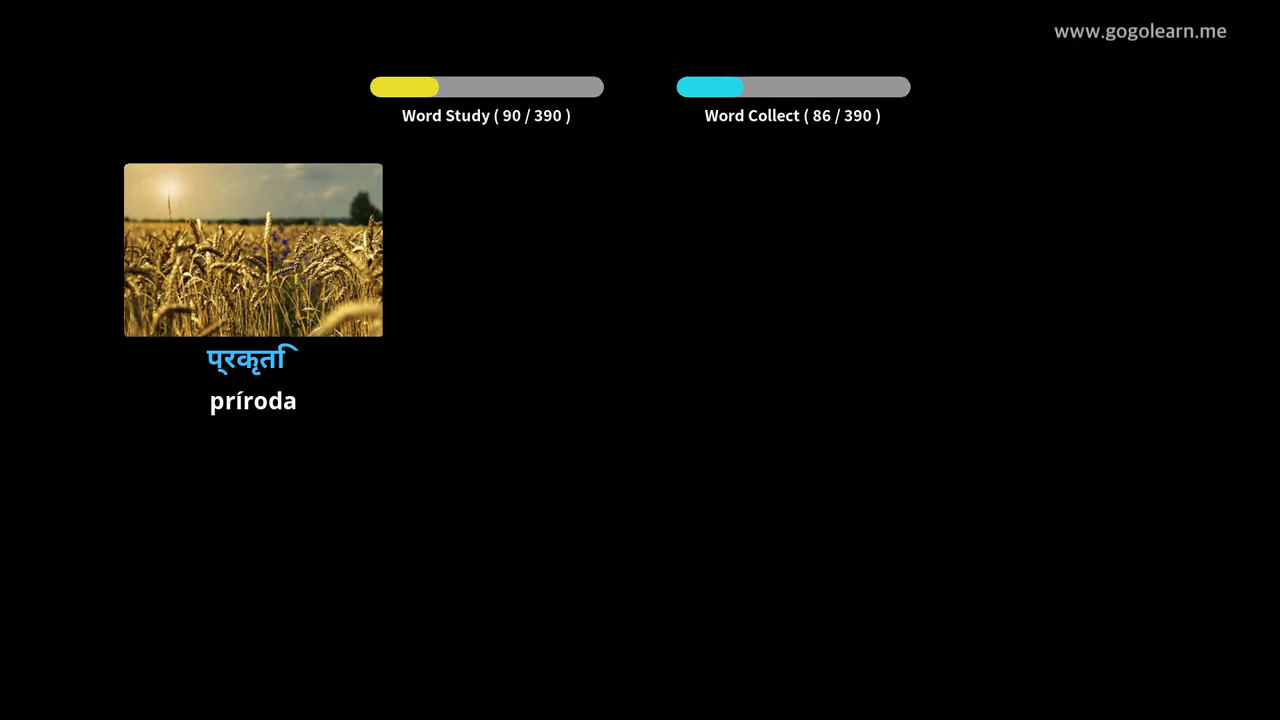 www.gogolearn.me
Word Study ( 90 / 390 )
Word Collect ( 86 / 390 )
प्रकृति
príroda